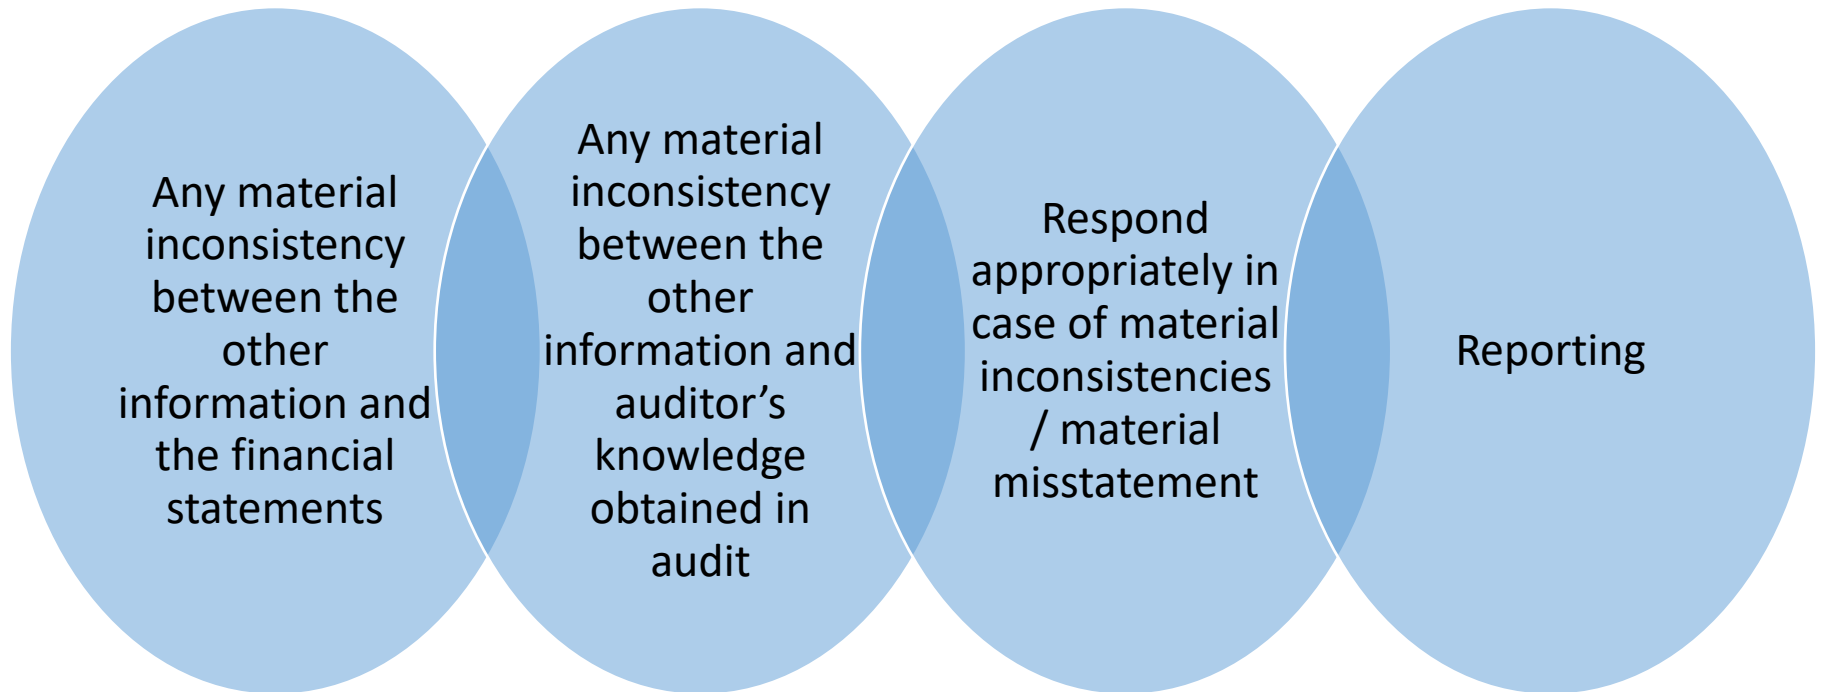 Any material
inconsistency
between the
other
information and
the financial
statements
Any material
inconsistency
between the
other
information and
auditor’s
knowledge
obtained in
audit
Respond
appropriately in
case of material
inconsistencies
/ material
misstatement
Reporting